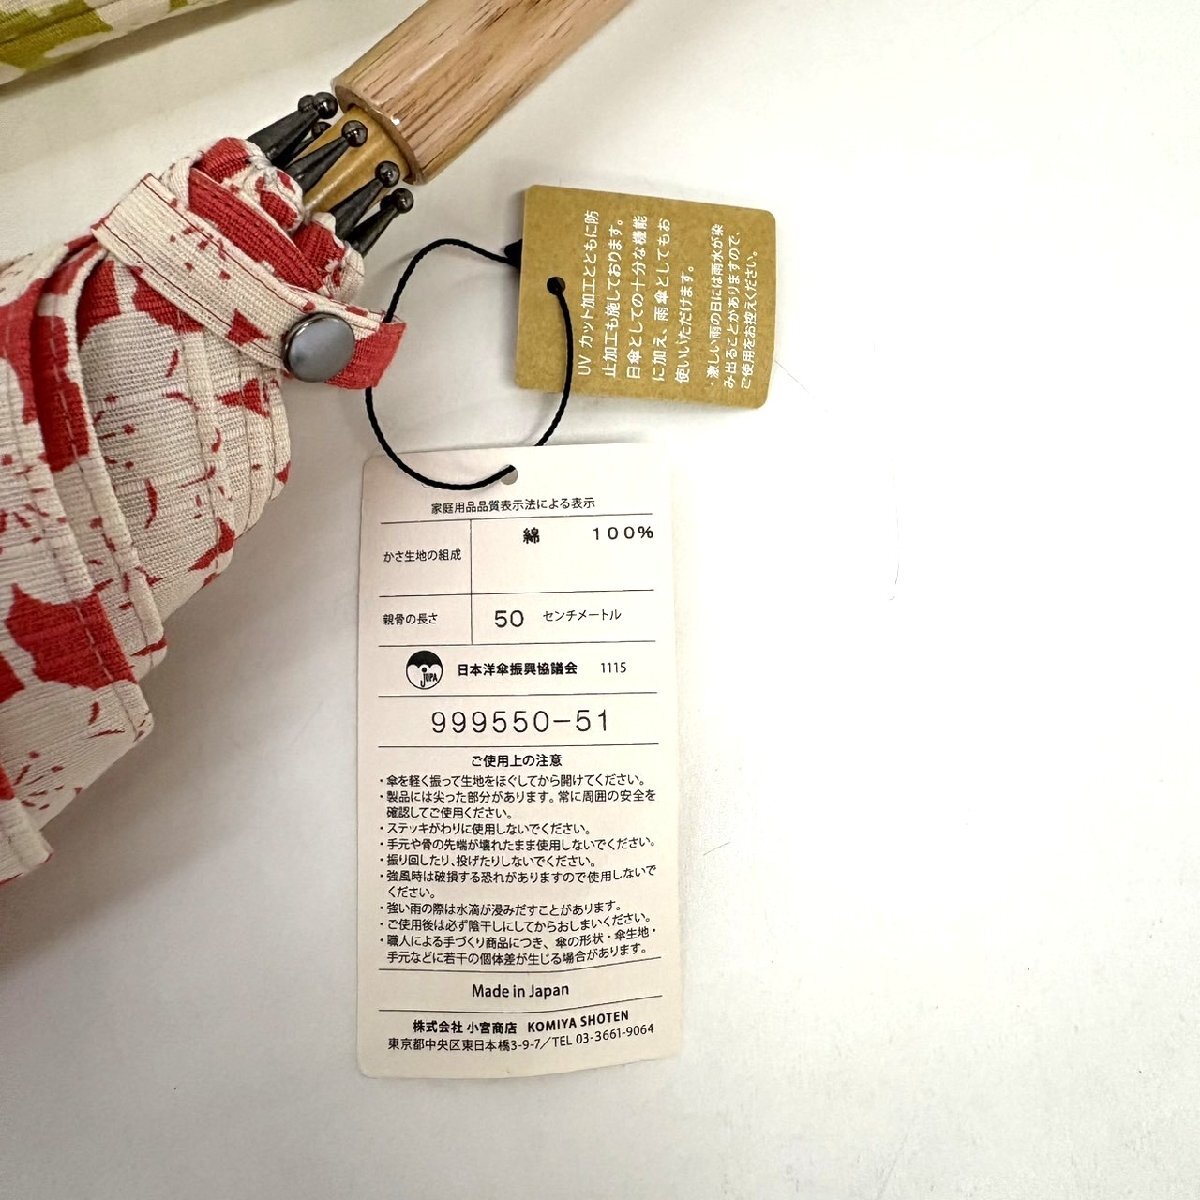 UV カット加工とともに防
止加工も施しております。
日傘としての十分な機能
に加え、雨傘としてもお
使いいただけます。
・激しい雨の日には雨水が染
み出ることがありますので、
ご使用をお控えください。
家庭用品品質表示法による表示
かさ生地の組成 綿 100%
親骨の長さ 50 センチメートル
JUPA 日本洋傘振興協議会 1115
999550-51
ご使用上の注意
・傘を軽く振って生地をほぐしてから開けてください。
・製品には尖った部分があります。常に周囲の安全を
確認してご使用ください。
・ステッキがわりに使用しないでください。
・手元や骨の先端が壊れたまま使用しないでください。
・振り回したり、投げたりしないでください。
・強風時は破損する恐れがありますので使用しないで
ください。
・強い雨の際は水滴が浸みだすことがあります。
・ご使用後は必ず陰干しにしてからおしまいください。
・職人による手づくり商品につき、傘の形状・傘生地・
手元などに若干の個体差が生じる場合があります。
Made in Japan
株式会社 小宮商店 KOMIYA SHOTEN
東京都中央区東日本橋3-9-7/TEL 03-3661-9064